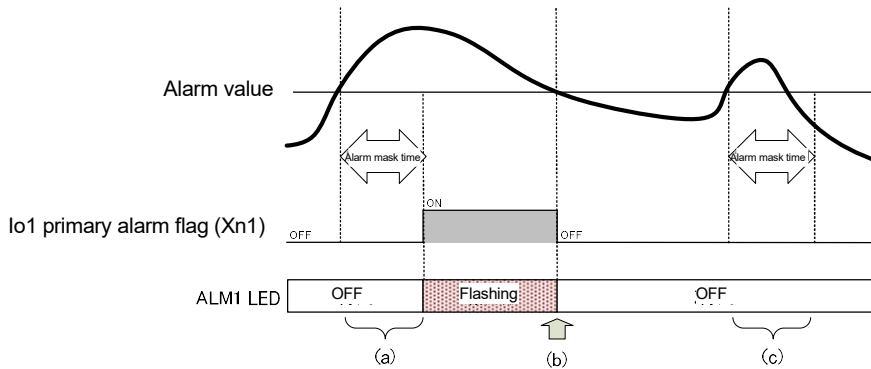 Alarm value
Alarm mask time
Alarm mask time
Io1 primary alarm flag (Xn1)
OFF
ON
OFF
ALM1 LED
OFF
Flashing
OFF
(a)
(b)
(c)